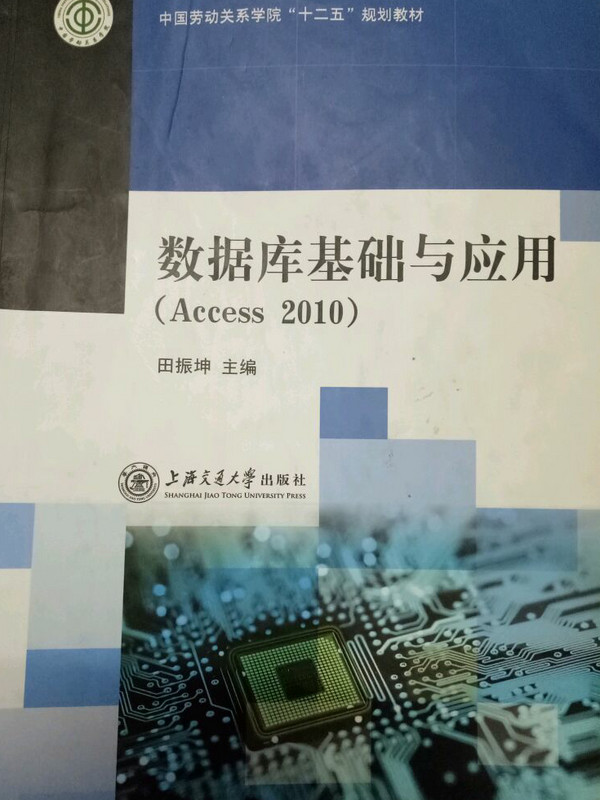 中国劳动关系学院“十二五”规划教材
数据库基础与应用
(Access 2010)
田振坤 主编
上海交通大学出版社
SHANGHAI JIAO TONG UNIVERSITY PRESS